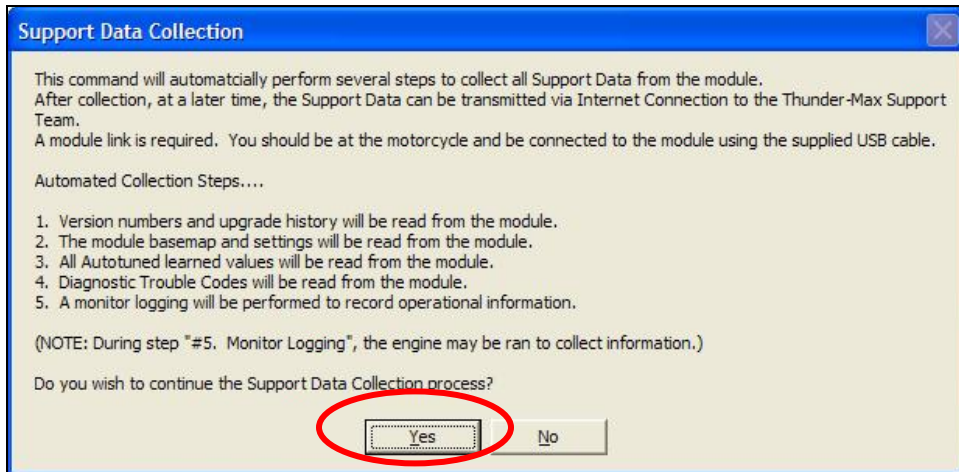 Support Data Collection
This command will automatcially perform several steps to collect all Support Data from the module.
After collection, at a later time, the Support Data can be transmitted via Internet Connection to the Thunder-Max Support
Team.
A module link is required.  You should be at the motorcycle and be connected to the module using the supplied USB cable.
Automated Collection Steps....
1.  Version numbers and upgrade history will be read from the module.
2.  The module basemap and settings will be read from the module.
3.  All Autotuned learned values will be read from the module.
4.  Diagnostic Trouble Codes will be read from the module.
5.  A monitor logging will be performed to record operational information.
(NOTE: During step "#5.  Monitor Logging", the engine may be ran to collect information.)
Do you wish to continue the Support Data Collection process?
Yes
No